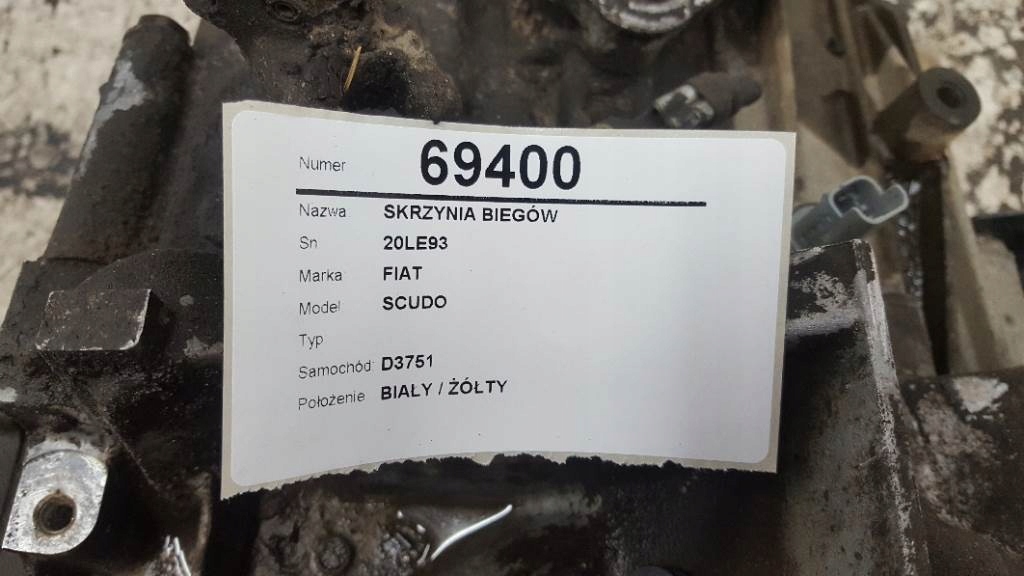 Numer 69400
Nazwa SKRZYNIA BIEGÓW
Sn 20LE93
Marka FIAT
Model SCUDO
Typ
Samochód: D3751
Położenie BIAŁY / ŻÓŁTY